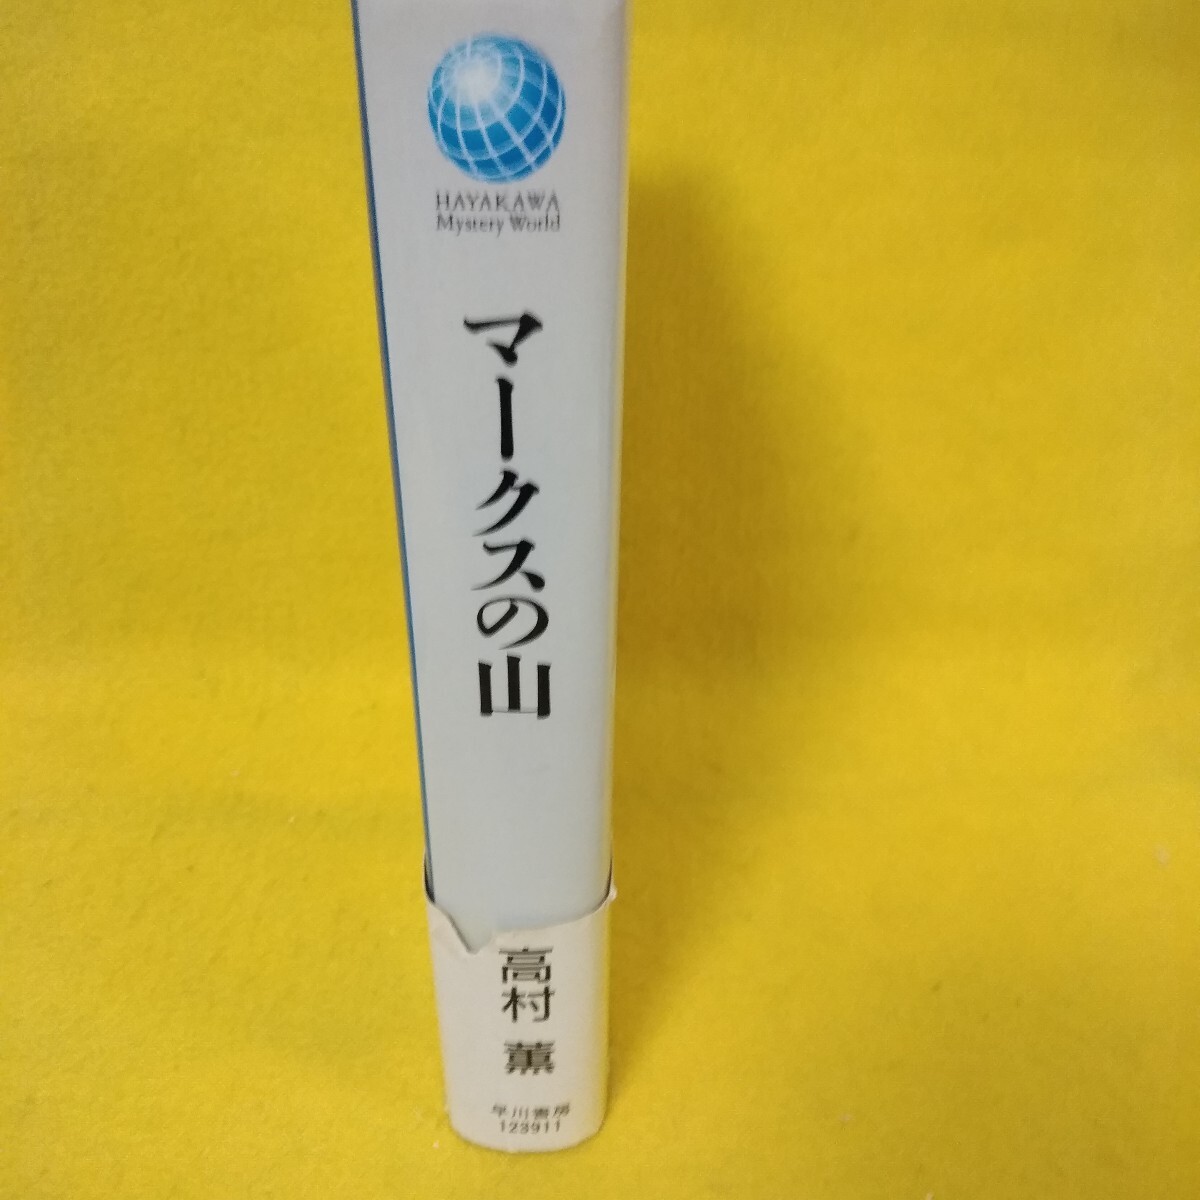 HAYAKAWA
Mystery World
マークスの山
高村 薫
早川書房
123911